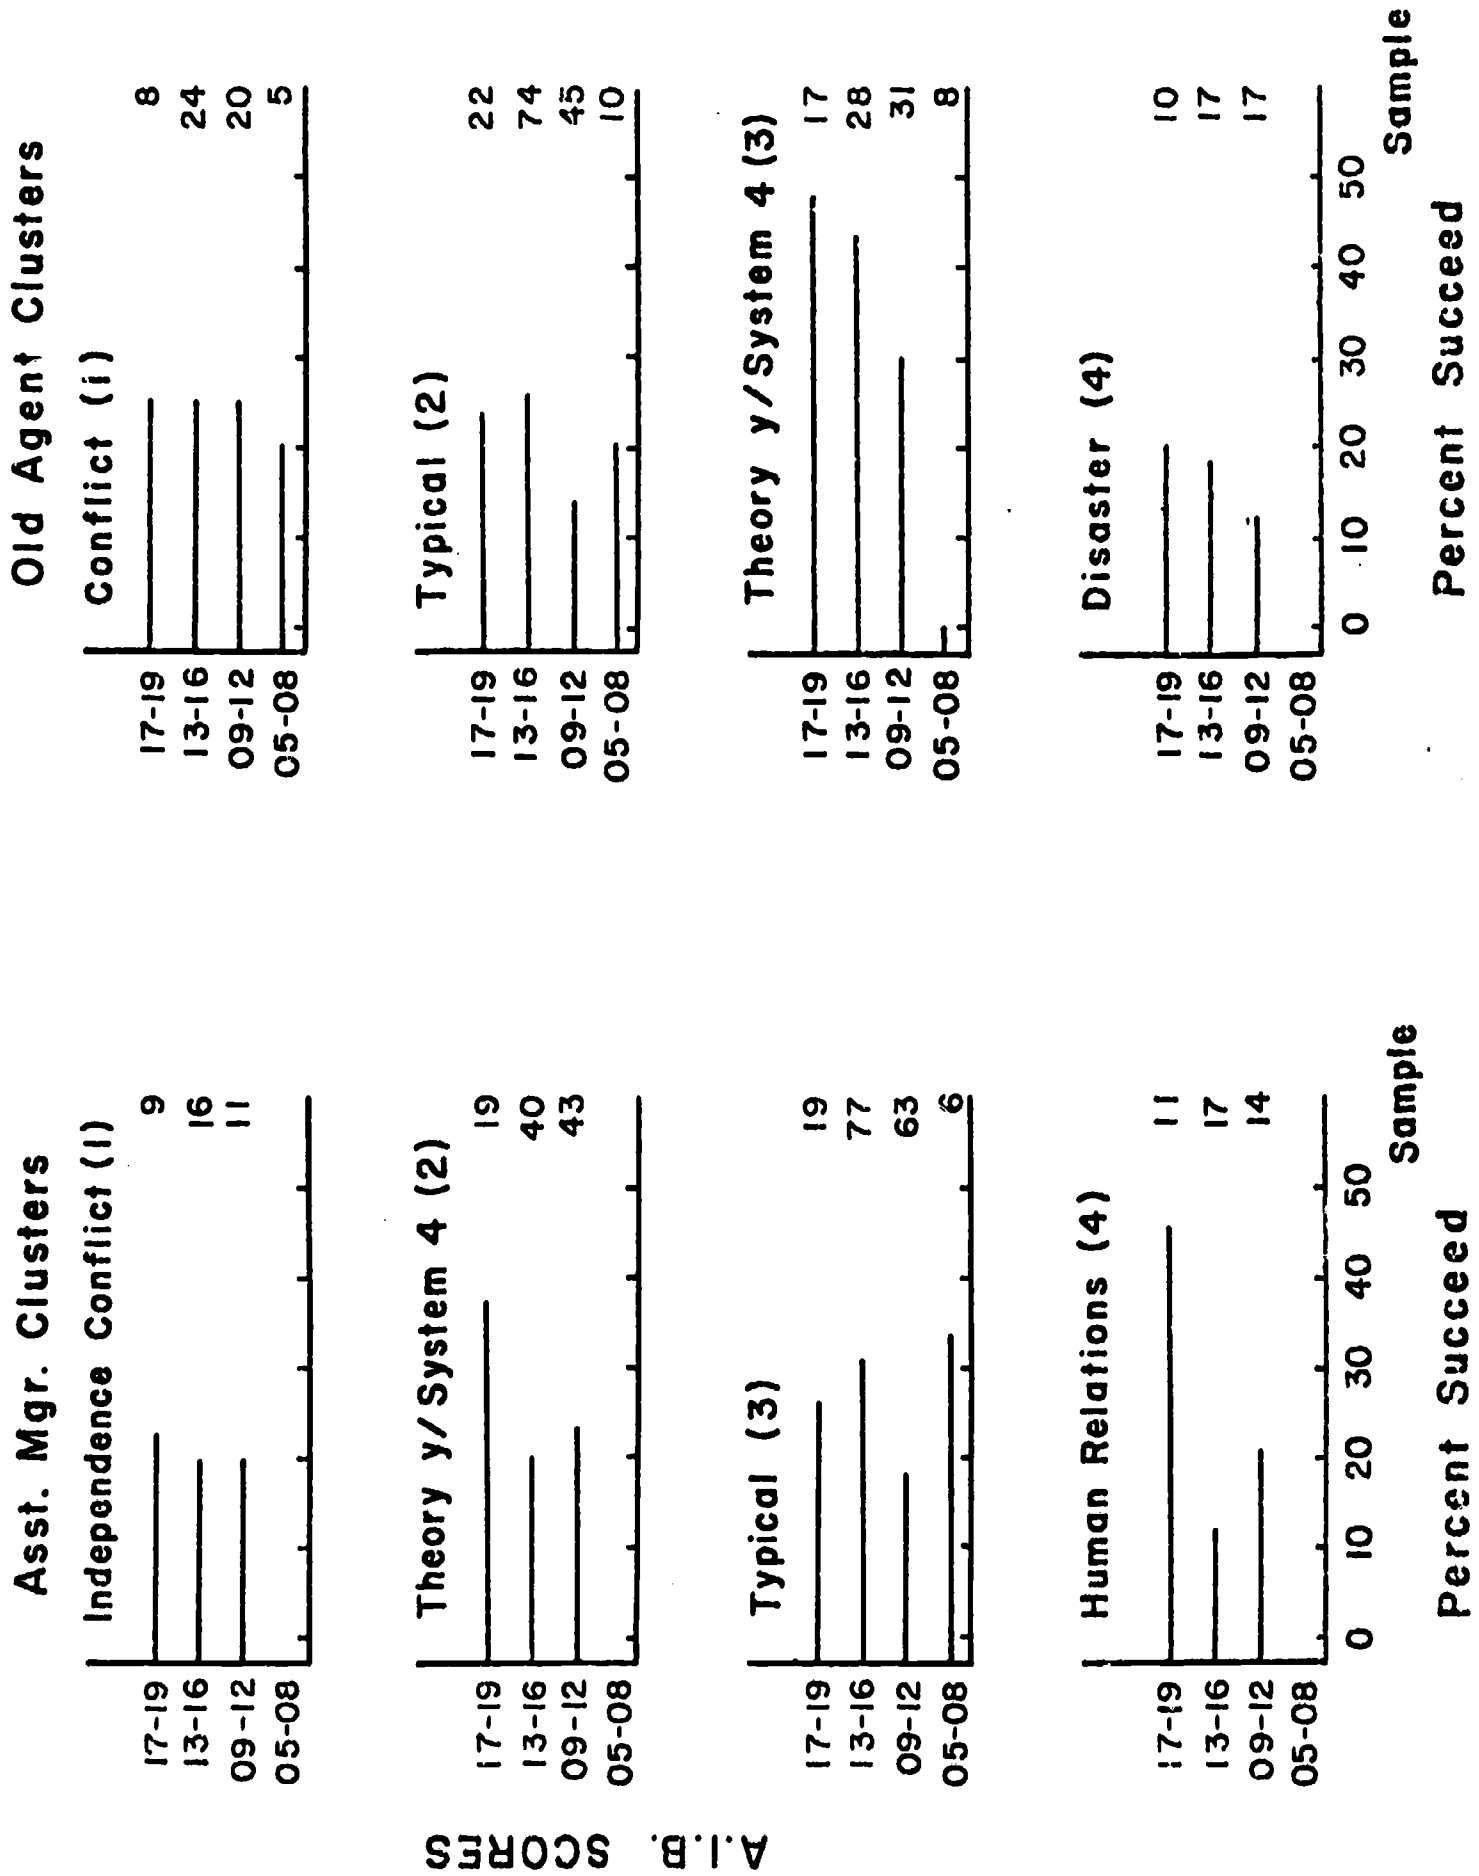 Asst. Mgr. Clusters
Old Agent Clusters
A.I.B. SCORES
Independence Conflict (1)
17-19 9
13-16 16
09-12 11
05-08
Conflict (i)
17-19 8
13-16 24
09-12 20
05-08 5
Theory y/System 4 (2)
17-19 19
13-16 40
09-12 43
05-08
Typical (2)
17-19 22
13-16 74
09-12 45
05-08 10
Typical (3)
17-19 19
13-16 77
09-12 63
05-08 6
Theory y/System 4 (3)
17-19 17
13-16 28
09-12 31
05-08 8
Human Relations (4)
17-19 11
13-16 17
09-12 14
05-08
0 10 20 30 40 50
Sample
Percent Succeed
Disaster (4)
17-19 10
13-16 17
09-12 17
05-08
0 10 20 30 40 50
Sample
Percent Succeed